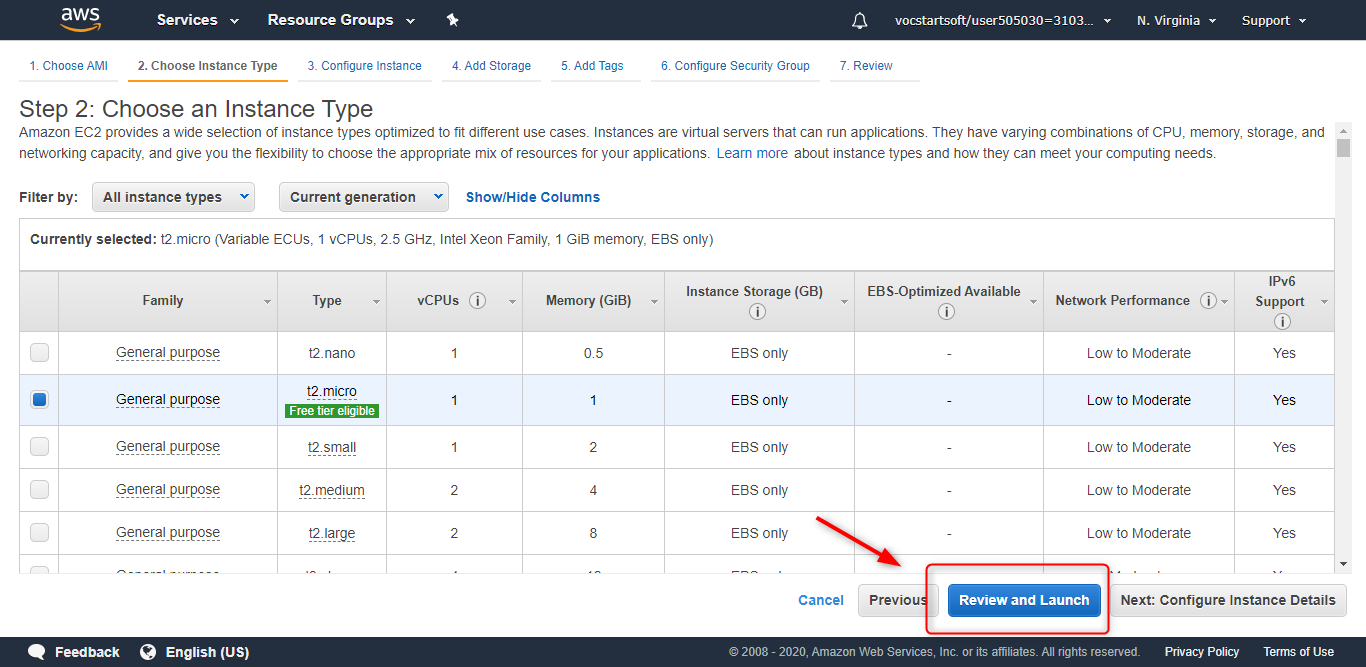 aws Services Resource Groups vocstartsoft/user505030=3103... N. Virginia Support
1. Choose AMI 2. Choose Instance Type 3. Configure Instance 4. Add Storage 5. Add Tags 6. Configure Security Group 7. Review
Step 2: Choose an Instance Type
Amazon EC2 provides a wide selection of instance types optimized to fit different use cases. Instances are virtual servers that can run applications. They have varying combinations of CPU, memory, storage, and
networking capacity, and give you the flexibility to choose the appropriate mix of resources for your applications. Learn more about instance types and how they can meet your computing needs.
Filter by: All instance types Current generation Show/Hide Columns
Currently selected: t2.micro (Variable ECUs, 1 vCPUs, 2.5 GHz, Intel Xeon Family, 1 GiB memory, EBS only)
Family Type vCPUs Memory (GiB) Instance Storage (GB) EBS-Optimized Available Network Performance IPv6
Support
General purpose t2.nano 1 0.5 EBS only - Low to Moderate Yes
General purpose t2.micro 1 1 EBS only - Low to Moderate Yes
Free tier eligible
General purpose t2.small 1 2 EBS only - Low to Moderate Yes
General purpose t2.medium 2 4 EBS only - Low to Moderate Yes
General purpose t2.large 2 8 EBS only - Low to Moderate Yes
Cancel Previous Review and Launch Next: Configure Instance Details
Feedback English (US) © 2008 - 2020, Amazon Web Services, Inc. or its affiliates. All rights reserved. Privacy Policy Terms of Use